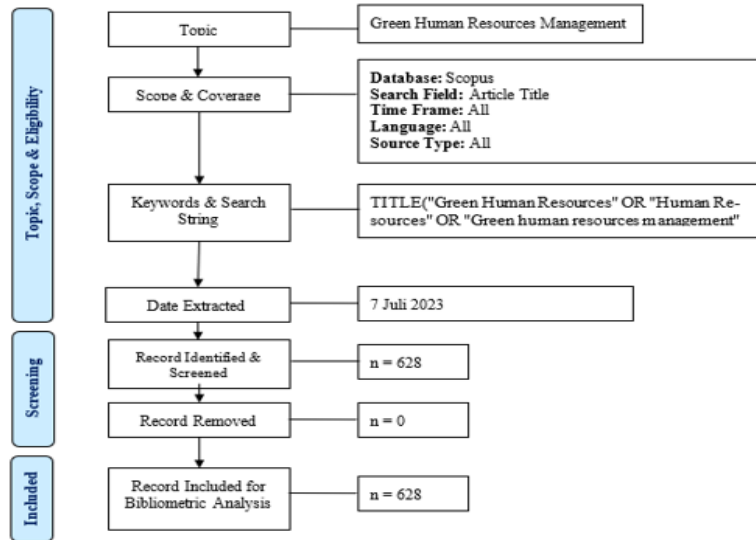 Topic, Scope & Eligibility
Topic
Green Human Resources Management
Scope & Coverage
Database: Scopus
Search Field: Article Title
Time Frame: All
Language: All
Source Type: All
Keywords & Search
String
TITLE("Green Human Resources" OR "Human Re-
sources" OR "Green human resources management"
Date Extracted
7 Juli 2023
Screening
Record Identified &
Screened
n = 628
Record Removed
n = 0
Included
Record Included for
Bibliometric Analysis
n = 628